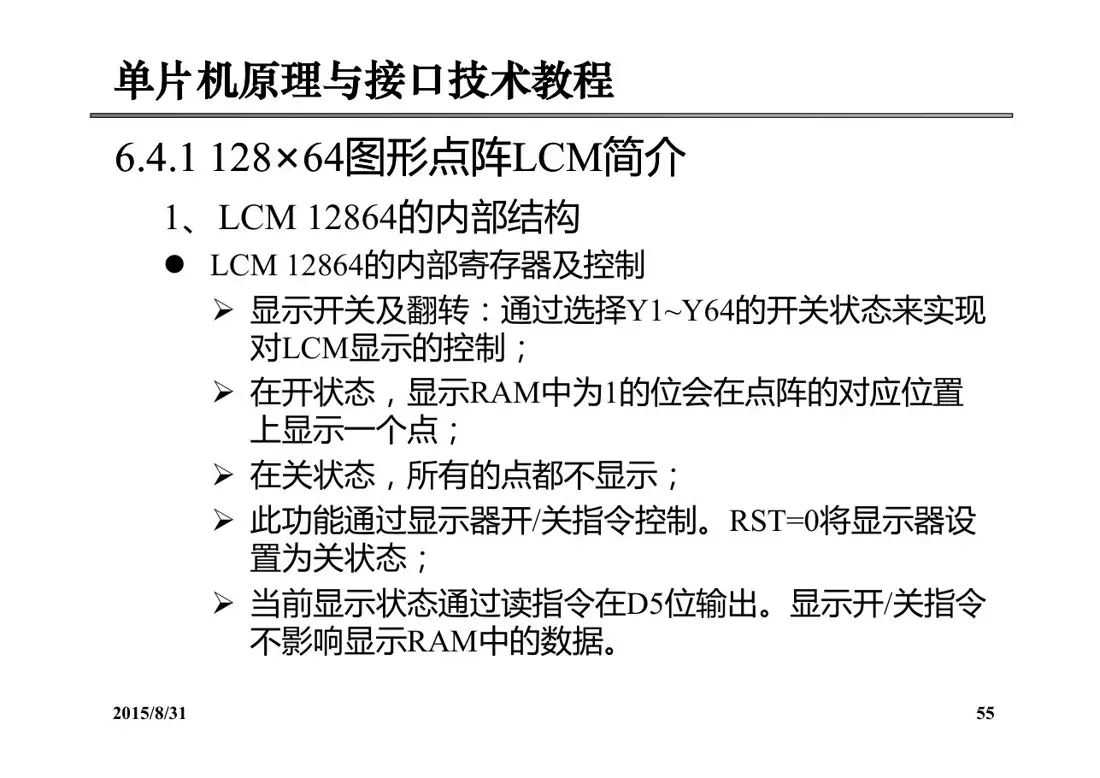 单片机原理与接口技术教程
6.4.1 128×64图形点阵LCM简介
1、LCM 12864的内部结构
● LCM 12864的内部寄存器及控制
➢ 显示开关及翻转：通过选择Y1~Y64的开关状态来实现
对LCM显示的控制；
➢ 在开状态，显示RAM中为1的位会在点阵的对应位置
上显示一个点；
➢ 在关状态，所有的点都不显示；
➢ 此功能通过显示器开/关指令控制。RST=0将显示器设
置为关状态；
➢ 当前显示状态通过读指令在D5位输出。显示开/关指令
不影响显示RAM中的数据。
2015/8/31
55